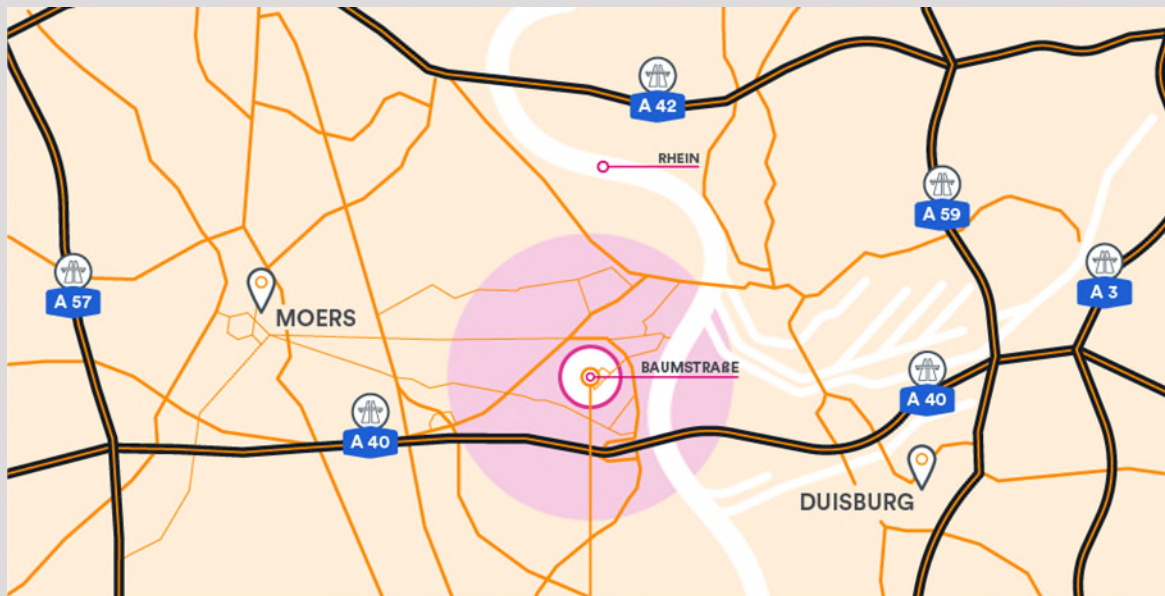 A 42
RHEIN
A 59
A 3
A 57
MOERS
BAUMSTRAßE
A 40
A 40
DUISBURG